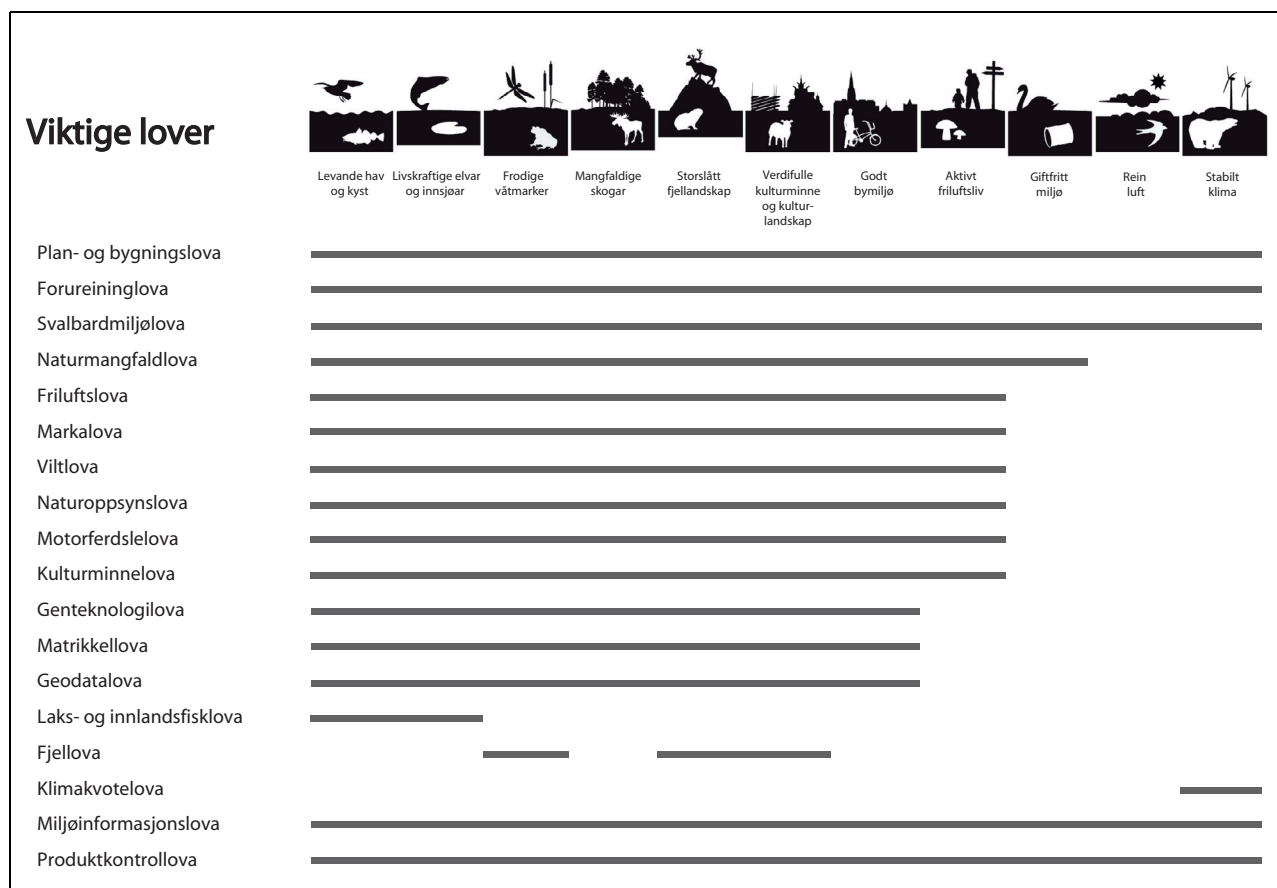 Viktige lover
Levande hav
og kyst
Livskraftige elvar
og innsjøar
Frodige
våtmarker
Mangfaldige
skogar
Storslått
fjellandskap
Verdifulle
kulturminne
og kultur-
landskap
Godt
bymiljø
Aktivt
friluftsliv
Giftfritt
miljø
Rein
luft
Stabilt
klima
Plan- og bygningslova
Forureininglova
Svalbardmiljølova
Naturmangfaldlova
Friluftslova
Markalova
Viltlova
Naturoppsynslova
Motorferdslelova
Kulturminnelova
Genteknologilova
Matrikkellova
Geodatalova
Laks- og innlandsfisklova
Fjellova
Klimakvotelova
Miljøinformasjonslova
Produktkontrollova